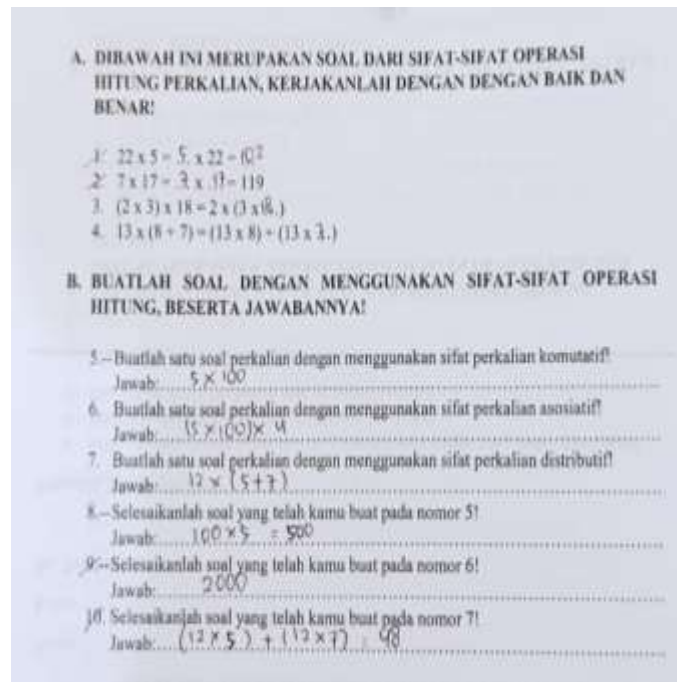 A. DIBAWAH INI MERUPAKAN SOAL DARI SIFAT-SIFAT OPERASI
HITUNG PERKALIAN, KERJAKANLAH DENGAN DENGAN BAIK DAN
BENAR!
1. 22 x 5 = 5 x 22 =
2. 7 x 17 = 7 x 17 = 119
3. (2 x 3) x 18 = 2 x (3 x 18.)
4. 13 x (8 + 7) = (13 x 8) + (13 x 7.)
B. BUATLAH SOAL DENGAN MENGGUNAKAN SIFAT-SIFAT OPERASI
HITUNG, BESERTA JAWABANNYA!
5. Buatlah satu soal perkalian dengan menggunakan sifat perkalian komutatif!
Jawab: 5 x 100
6. Buatlah satu soal perkalian dengan menggunakan sifat perkalian asosiatif!
Jawab: (5 x 100) x 4
7. Buatlah satu soal perkalian dengan menggunakan sifat perkalian distributif!
Jawab: 12 x (5+7)
8. Selesaikanlah soal yang telah kamu buat pada nomor 5!
Jawab: 100 x 5 = 500
9. Selesaikanlah soal yang telah kamu buat pada nomor 6!
Jawab: 2000
10. Selesaikanlah soal yang telah kamu buat pada nomor 7!
Jawab: (12 x 5) + (12 x 7) = 98